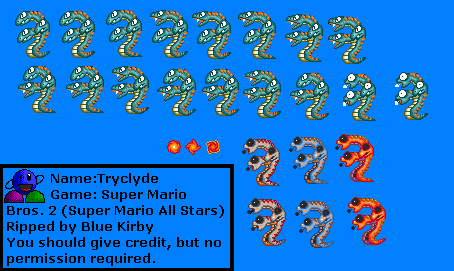 Name:Tryclyde
Game: Super Mario
Bros. 2 (Super Mario All Stars)
Ripped by Blue Kirby
You should give credit, but no
permission required.